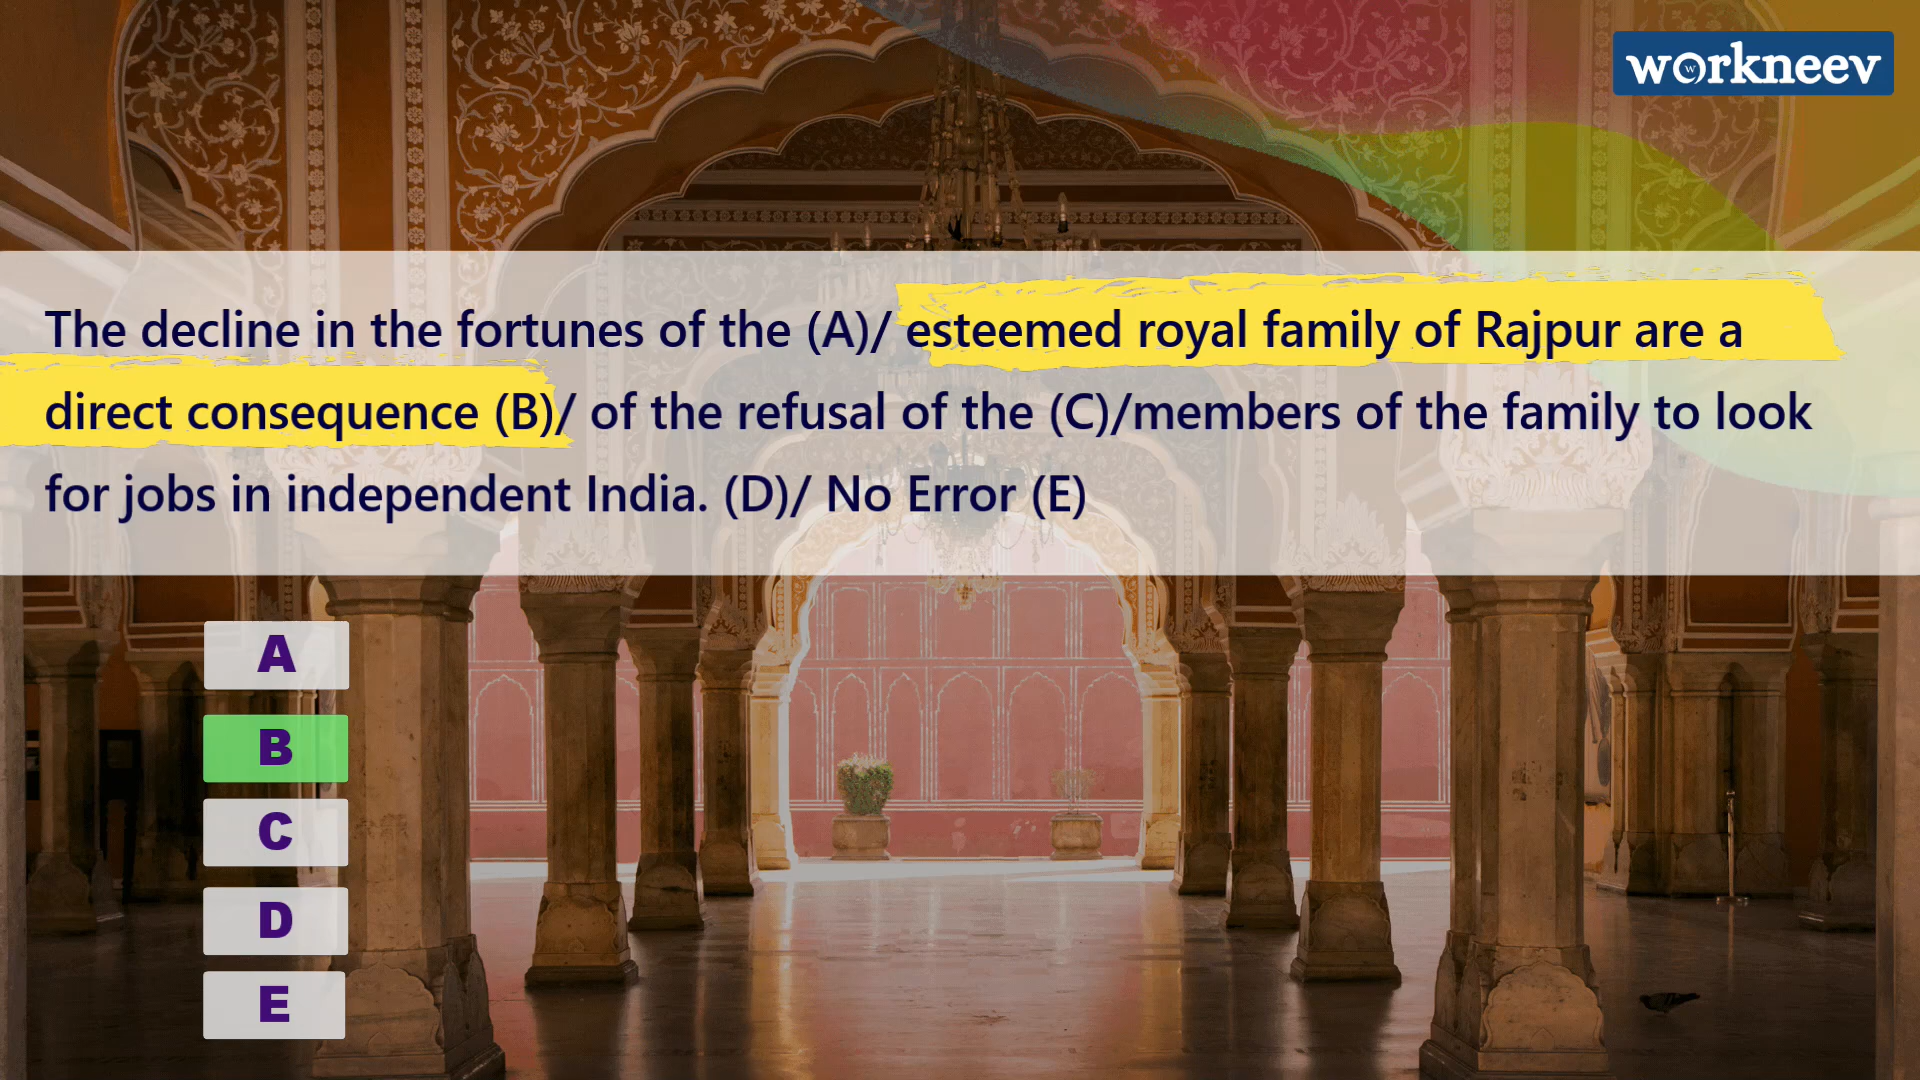 workneev
The decline in the fortunes of the (A)/ esteemed royal family of Rajpur are a
direct consequence (B)/ of the refusal of the (C)/members of the family to look
for jobs in independent India. (D)/ No Error (E)
A
B
C
D
E